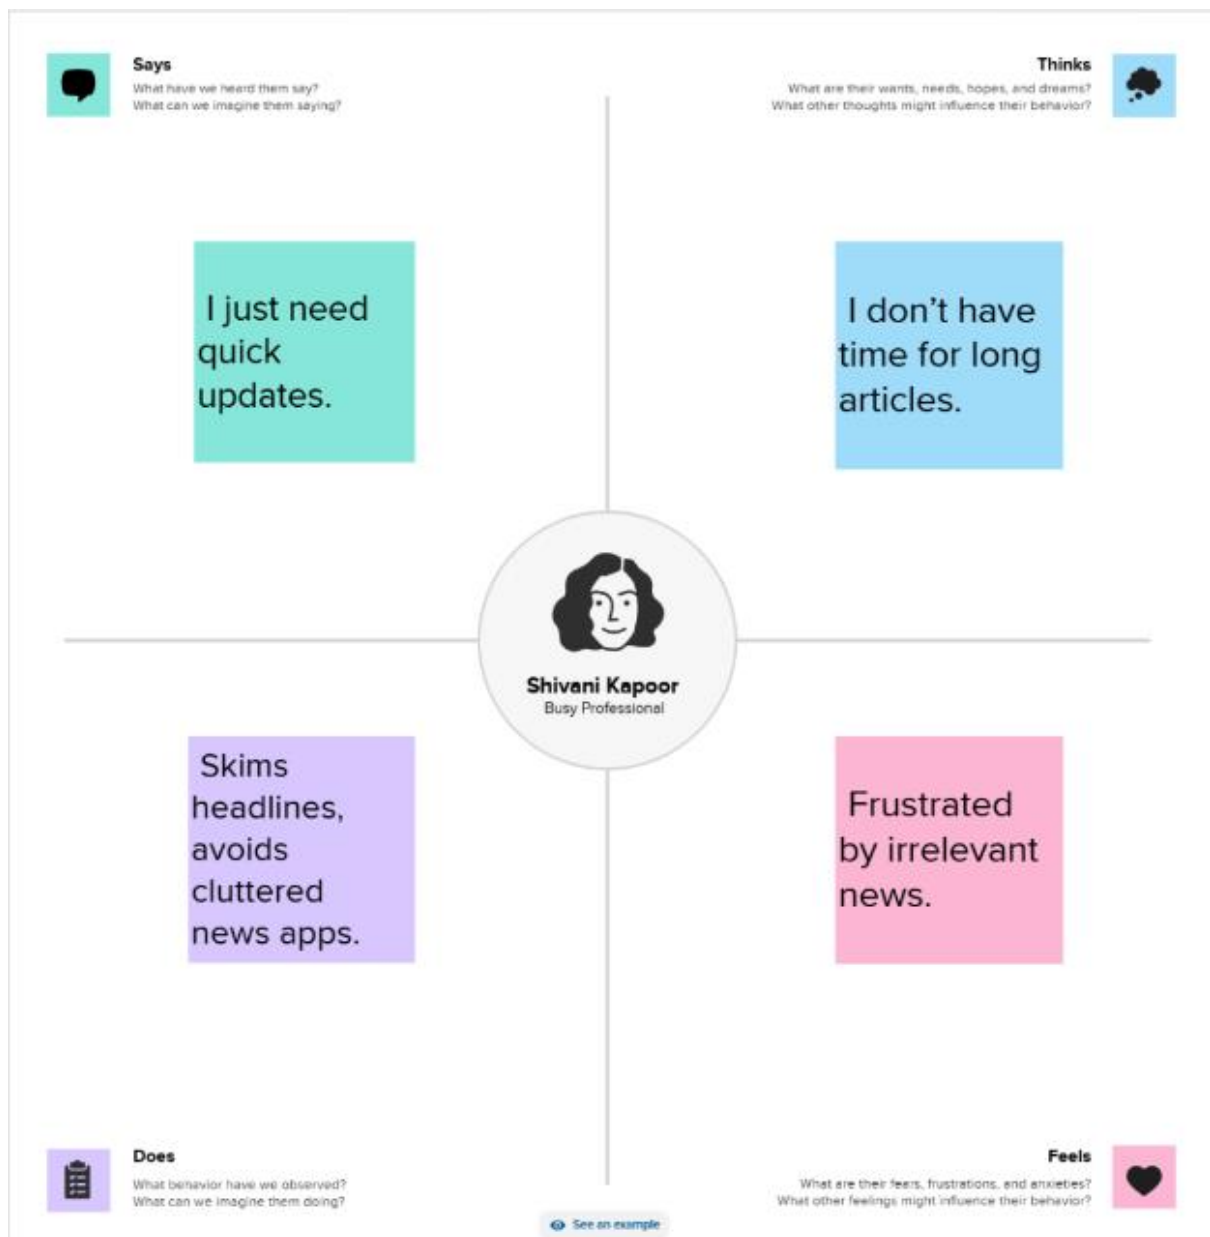 Says
What have we heard them say?
What can we imagine them saying?
Thinks
What are their wants, needs, hopes, and dreams?
What other thoughts might influence their behavior?
I just need
quick
updates.
I don’t have
time for long
articles.
Shivani Kapoor
Busy Professional
Skims
headlines,
avoids
cluttered
news apps.
Frustrated
by irrelevant
news.
Does
What behavior have we observed?
What can we imagine them doing?
Feels
What are their fears, frustrations, and anxieties?
What other feelings might influence their behavior?
See an example